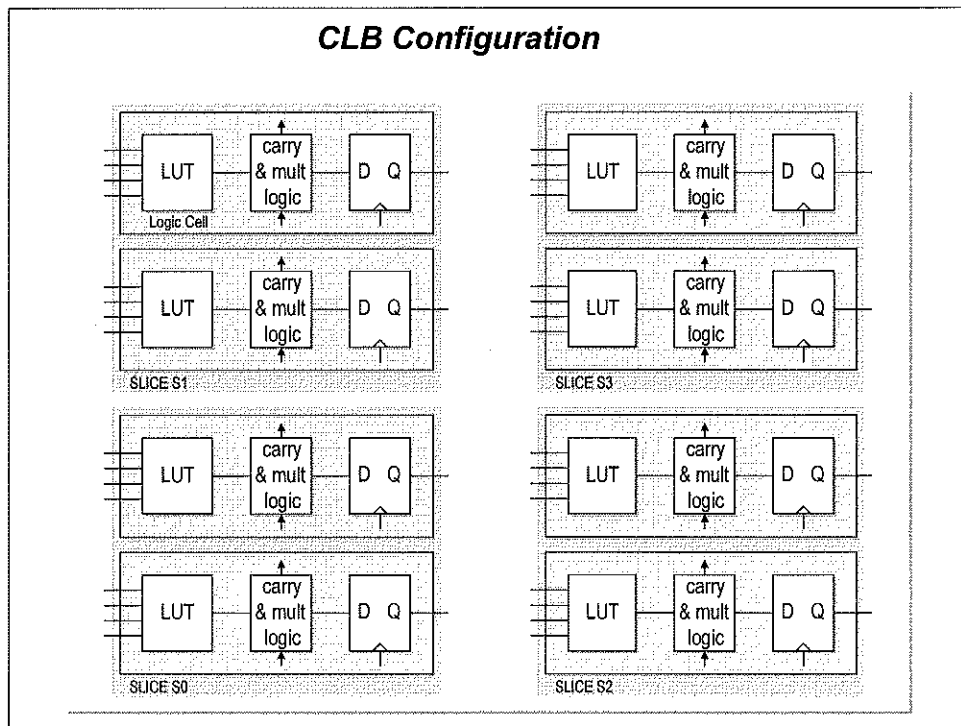 CLB Configuration
LUT
carry
& mult
logic
D Q
Logic Cell
LUT
carry
& mult
logic
D Q
SLICE S1
LUT
carry
& mult
logic
D Q
LUT
carry
& mult
logic
D Q
SLICE S3
LUT
carry
& mult
logic
D Q
LUT
carry
& mult
logic
D Q
SLICE S0
LUT
carry
& mult
logic
D Q
LUT
carry
& mult
logic
D Q
SLICE S2